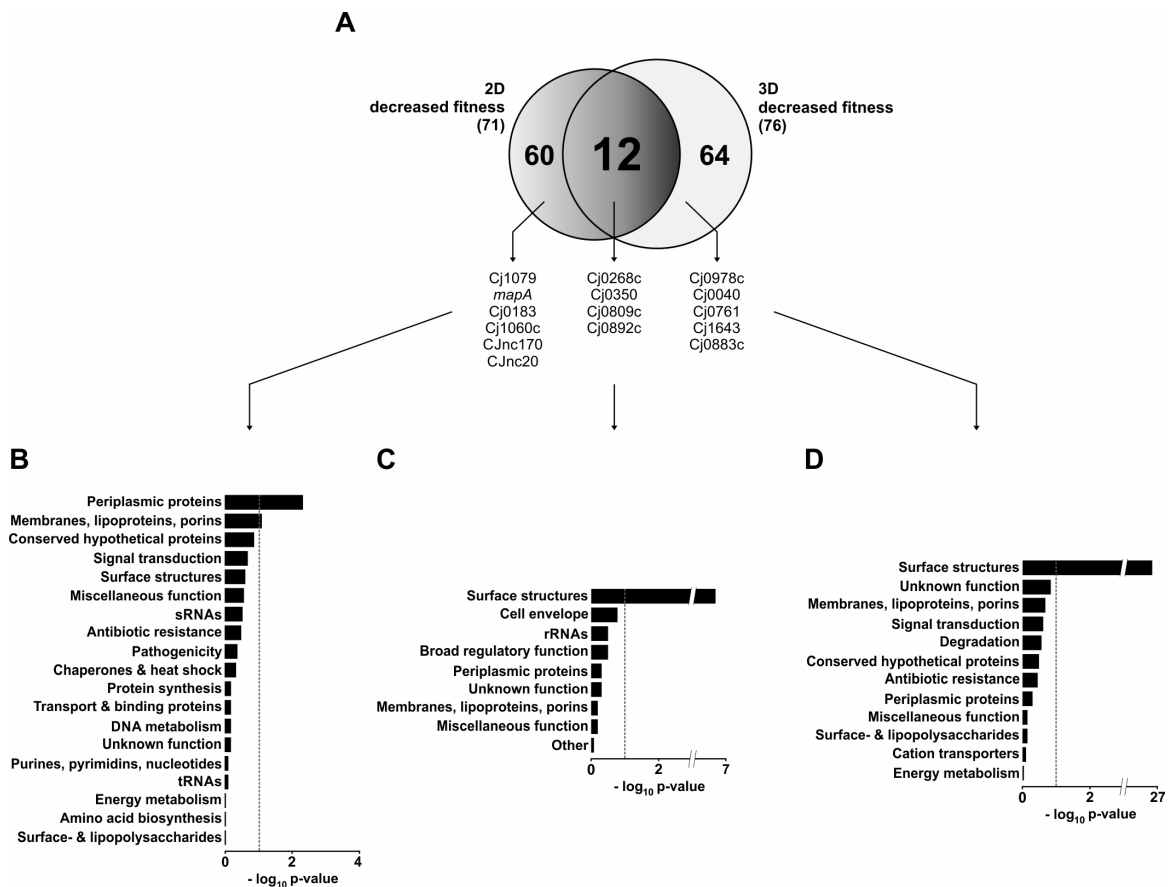 A
2D
decreased fitness
(71)
3D
decreased fitness
(76)
60
12
64
Cj1079
mapA
Cj0183
Cj1060c
CJnc170
CJnc20
Cj0268c
Cj0350
Cj0809c
Cj0892c
Cj0978c
Cj0040
Cj0761
Cj1643
Cj0883c
B
Periplasmic proteins
Membranes, lipoproteins, porins
Conserved hypothetical proteins
Signal transduction
Surface structures
Miscellaneous function
sRNAs
Antibiotic resistance
Pathogenicity
Chaperones & heat shock
Protein synthesis
Transport & binding proteins
DNA metabolism
Unknown function
Purines, pyrimidins, nucleotides
tRNAs
Energy metabolism
Amino acid biosynthesis
Surface- & lipopolysaccharides
0 2 4
- log10 p-value
C
Surface structures
Cell envelope
rRNAs
Broad regulatory function
Periplasmic proteins
Unknown function
Membranes, lipoproteins, porins
Miscellaneous function
Other
0 2 7
- log10 p-value
D
Surface structures
Unknown function
Membranes, lipoproteins, porins
Signal transduction
Degradation
Conserved hypothetical proteins
Antibiotic resistance
Periplasmic proteins
Miscellaneous function
Surface- & lipopolysaccharides
Cation transporters
Energy metabolism
0 2 27
- log10 p-value